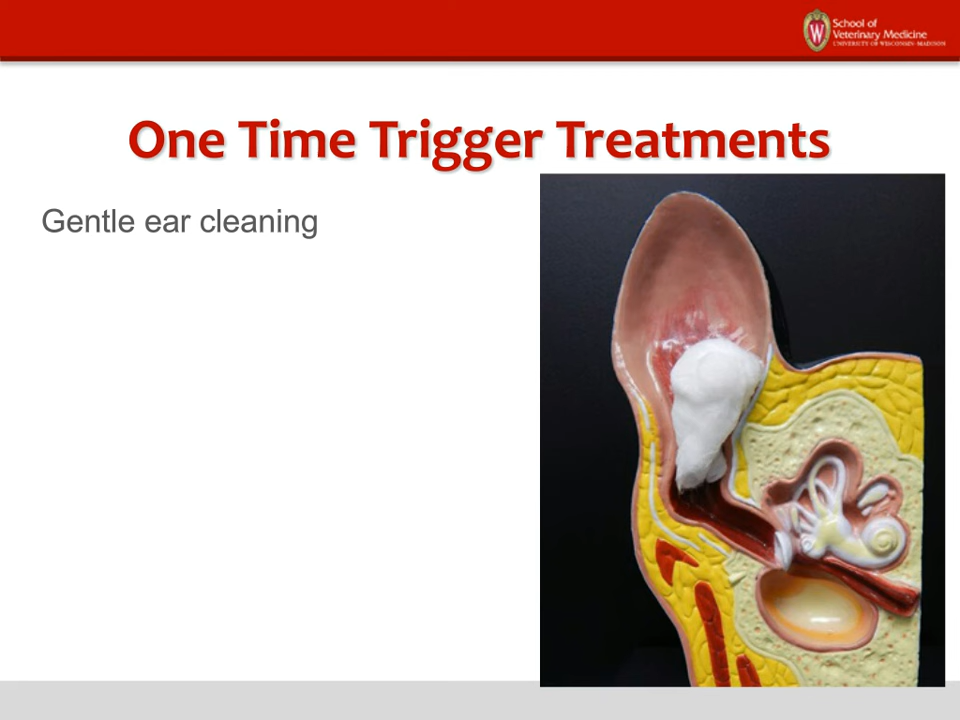 School of
Veterinary Medicine
UNIVERSITY OF WISCONSIN-MADISON
One Time Trigger Treatments
Gentle ear cleaning